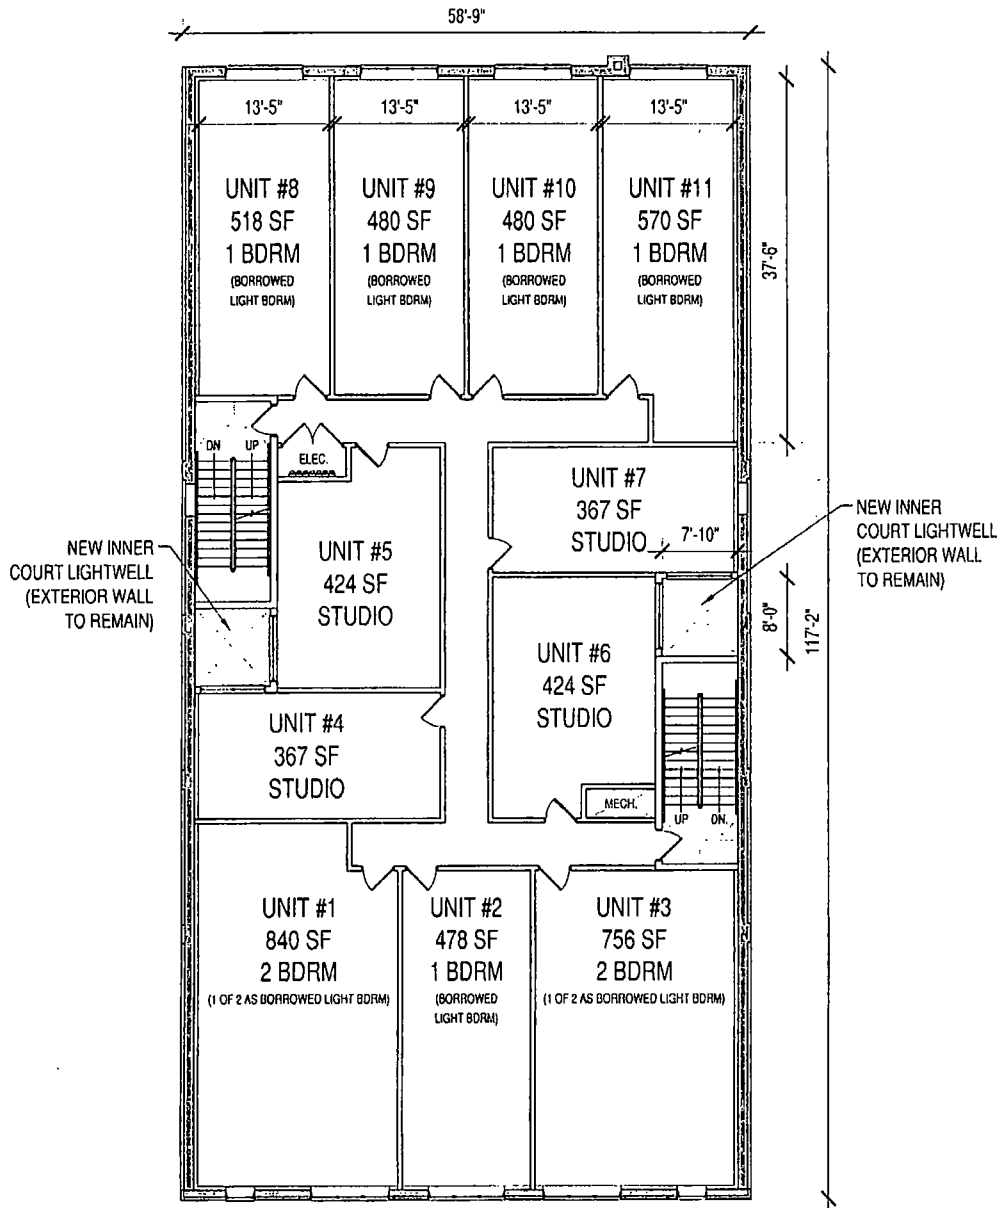 58'-9"
13'-5"
13'-5"
13'-5"
13'-5"
UNIT #8
518 SF
1 BDRM
(BORROWED
LIGHT BDRM)
UNIT #9
480 SF
1 BDRM
(BORROWED
LIGHT BDRM)
UNIT #10
480 SF
1 BDRM
(BORROWED
LIGHT BDRM)
UNIT #11
570 SF
1 BDRM
(BORROWED
LIGHT BDRM)
37'-6"
DN
UP
ELEC.
UNIT #7
367 SF
STUDIO
7'-10"
NEW INNER
COURT LIGHTWELL
(EXTERIOR WALL
TO REMAIN)
NEW INNER
COURT LIGHTWELL
(EXTERIOR WALL
TO REMAIN)
UNIT #5
424 SF
STUDIO
8'-0"
117'-2"
UNIT #6
424 SF
STUDIO
UNIT #4
367 SF
STUDIO
MECH.
UP
DN.
UNIT #1
840 SF
2 BDRM
(1 OF 2 AS BORROWED LIGHT BDRM)
UNIT #2
478 SF
1 BDRM
(BORROWED
LIGHT BDRM)
UNIT #3
756 SF
2 BDRM
(1 OF 2 AS BORROWED LIGHT BDRM)